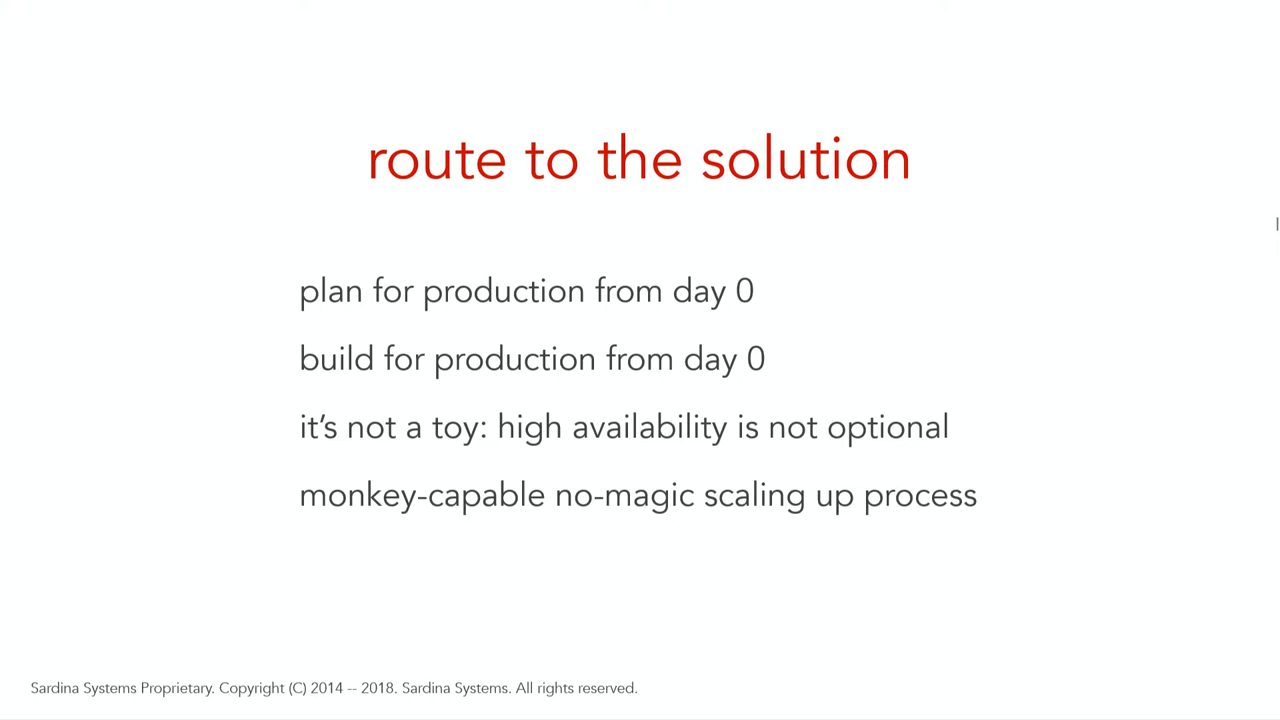 route to the solution
plan for production from day 0
build for production from day 0
it's not a toy: high availability is not optional
monkey-capable no-magic scaling up process
Sardina Systems Proprietary. Copyright (C) 2014 -- 2018. Sardina Systems. All rights reserved.